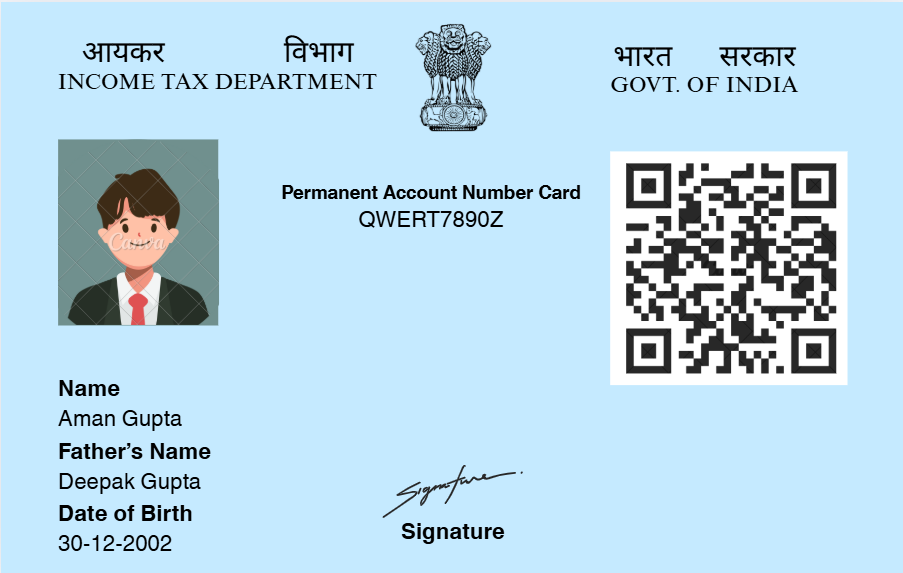 आयकर विभाग
INCOME TAX DEPARTMENT
भारत सरकार
GOVT. OF INDIA
Permanent Account Number Card
QWERT7890Z
Canva
Name
Aman Gupta
Father's Name
Deepak Gupta
Date of Birth
30-12-2002
Signature
Signature